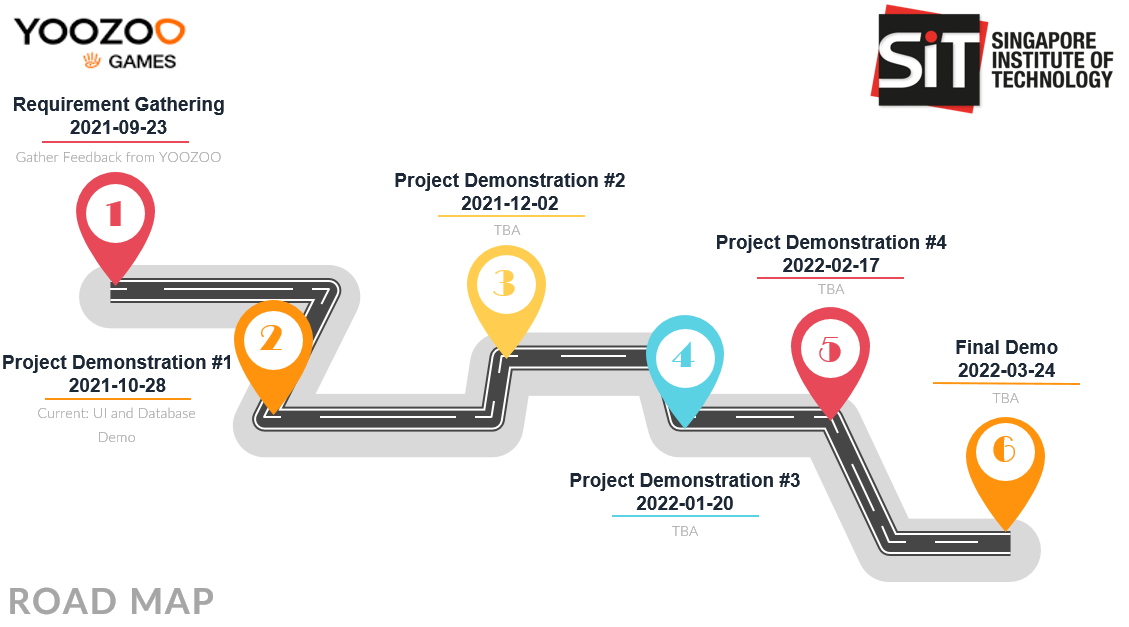 YOOZOO
GAMES
SiT
SINGAPORE
INSTITUTE OF
TECHNOLOGY
Requirement Gathering
2021-09-23
Gather Feedback from YOOZOO
1
Project Demonstration #1
2021-10-28
Current: UI and Database
Demo
2
Project Demonstration #2
2021-12-02
TBA
3
Project Demonstration #3
2022-01-20
TBA
4
Project Demonstration #4
2022-02-17
TBA
5
Final Demo
2022-03-24
TBA
6
ROAD MAP